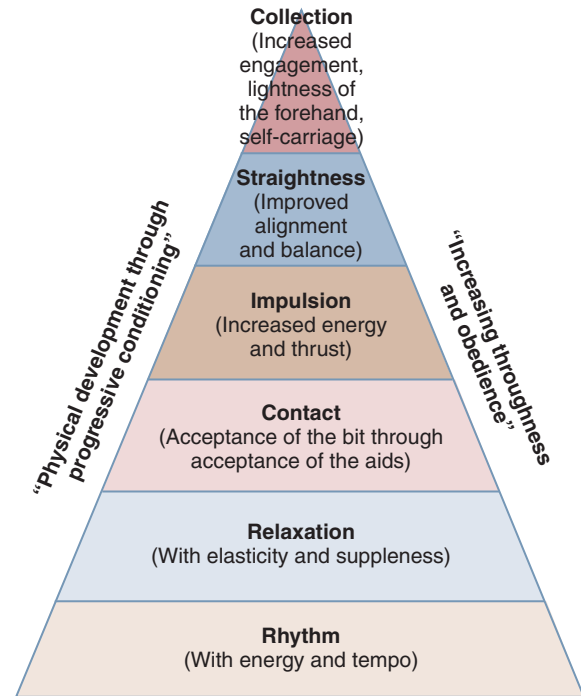 Collection
(Increased
engagement,
lightness of
the forehand,
self-carriage)
Straightness
(Improved
alignment
and balance)
Impulsion
(Increased energy
and thrust)
Contact
(Acceptance of the bit through
acceptance of the aids)
Relaxation
(With elasticity and suppleness)
Rhythm
(With energy and tempo)
“Physical development through
progressive conditioning”
“Increasing throughness
and obedience”